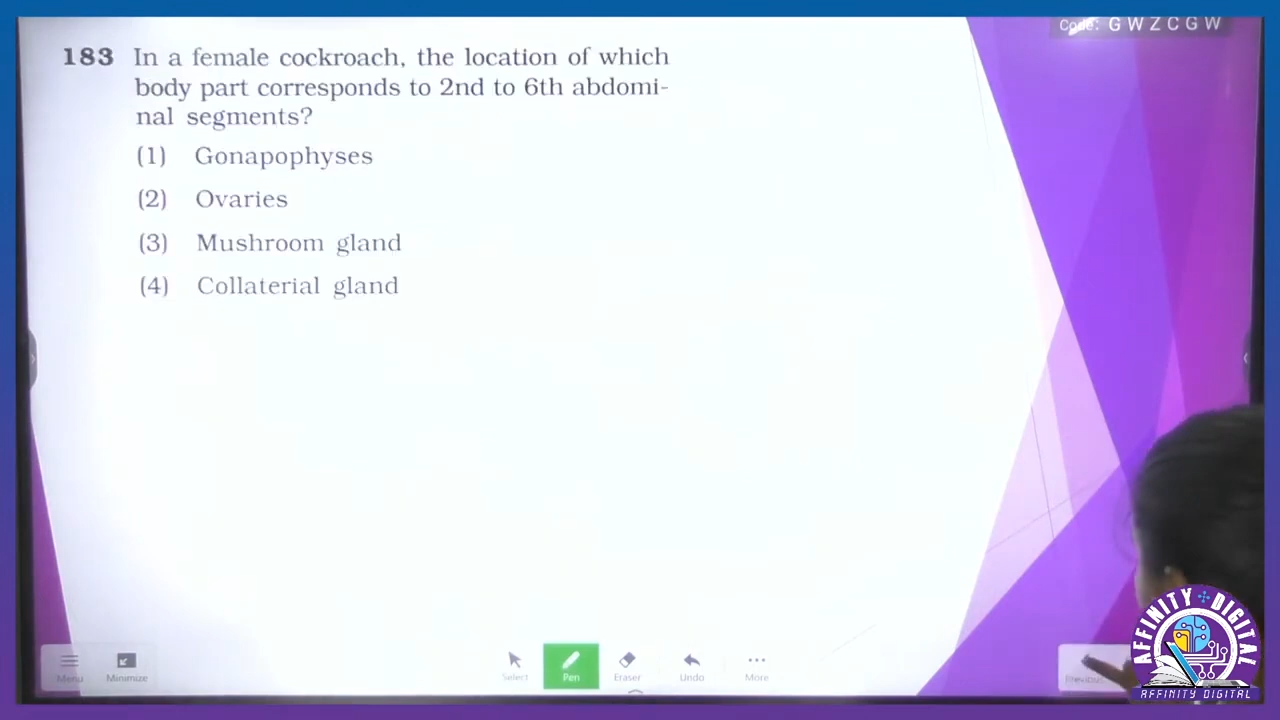 Code: G W Z C G W
183 In a female cockroach, the location of which
body part corresponds to 2nd to 6th abdomi-
nal segments?
(1) Gonapophyses
(2) Ovaries
(3) Mushroom gland
(4) Collaterial gland
Menu
Minimize
Select
Pen
Eraser
Undo
More
Previous
AFFINITY DIGITAL
AFFINITY DIGITAL